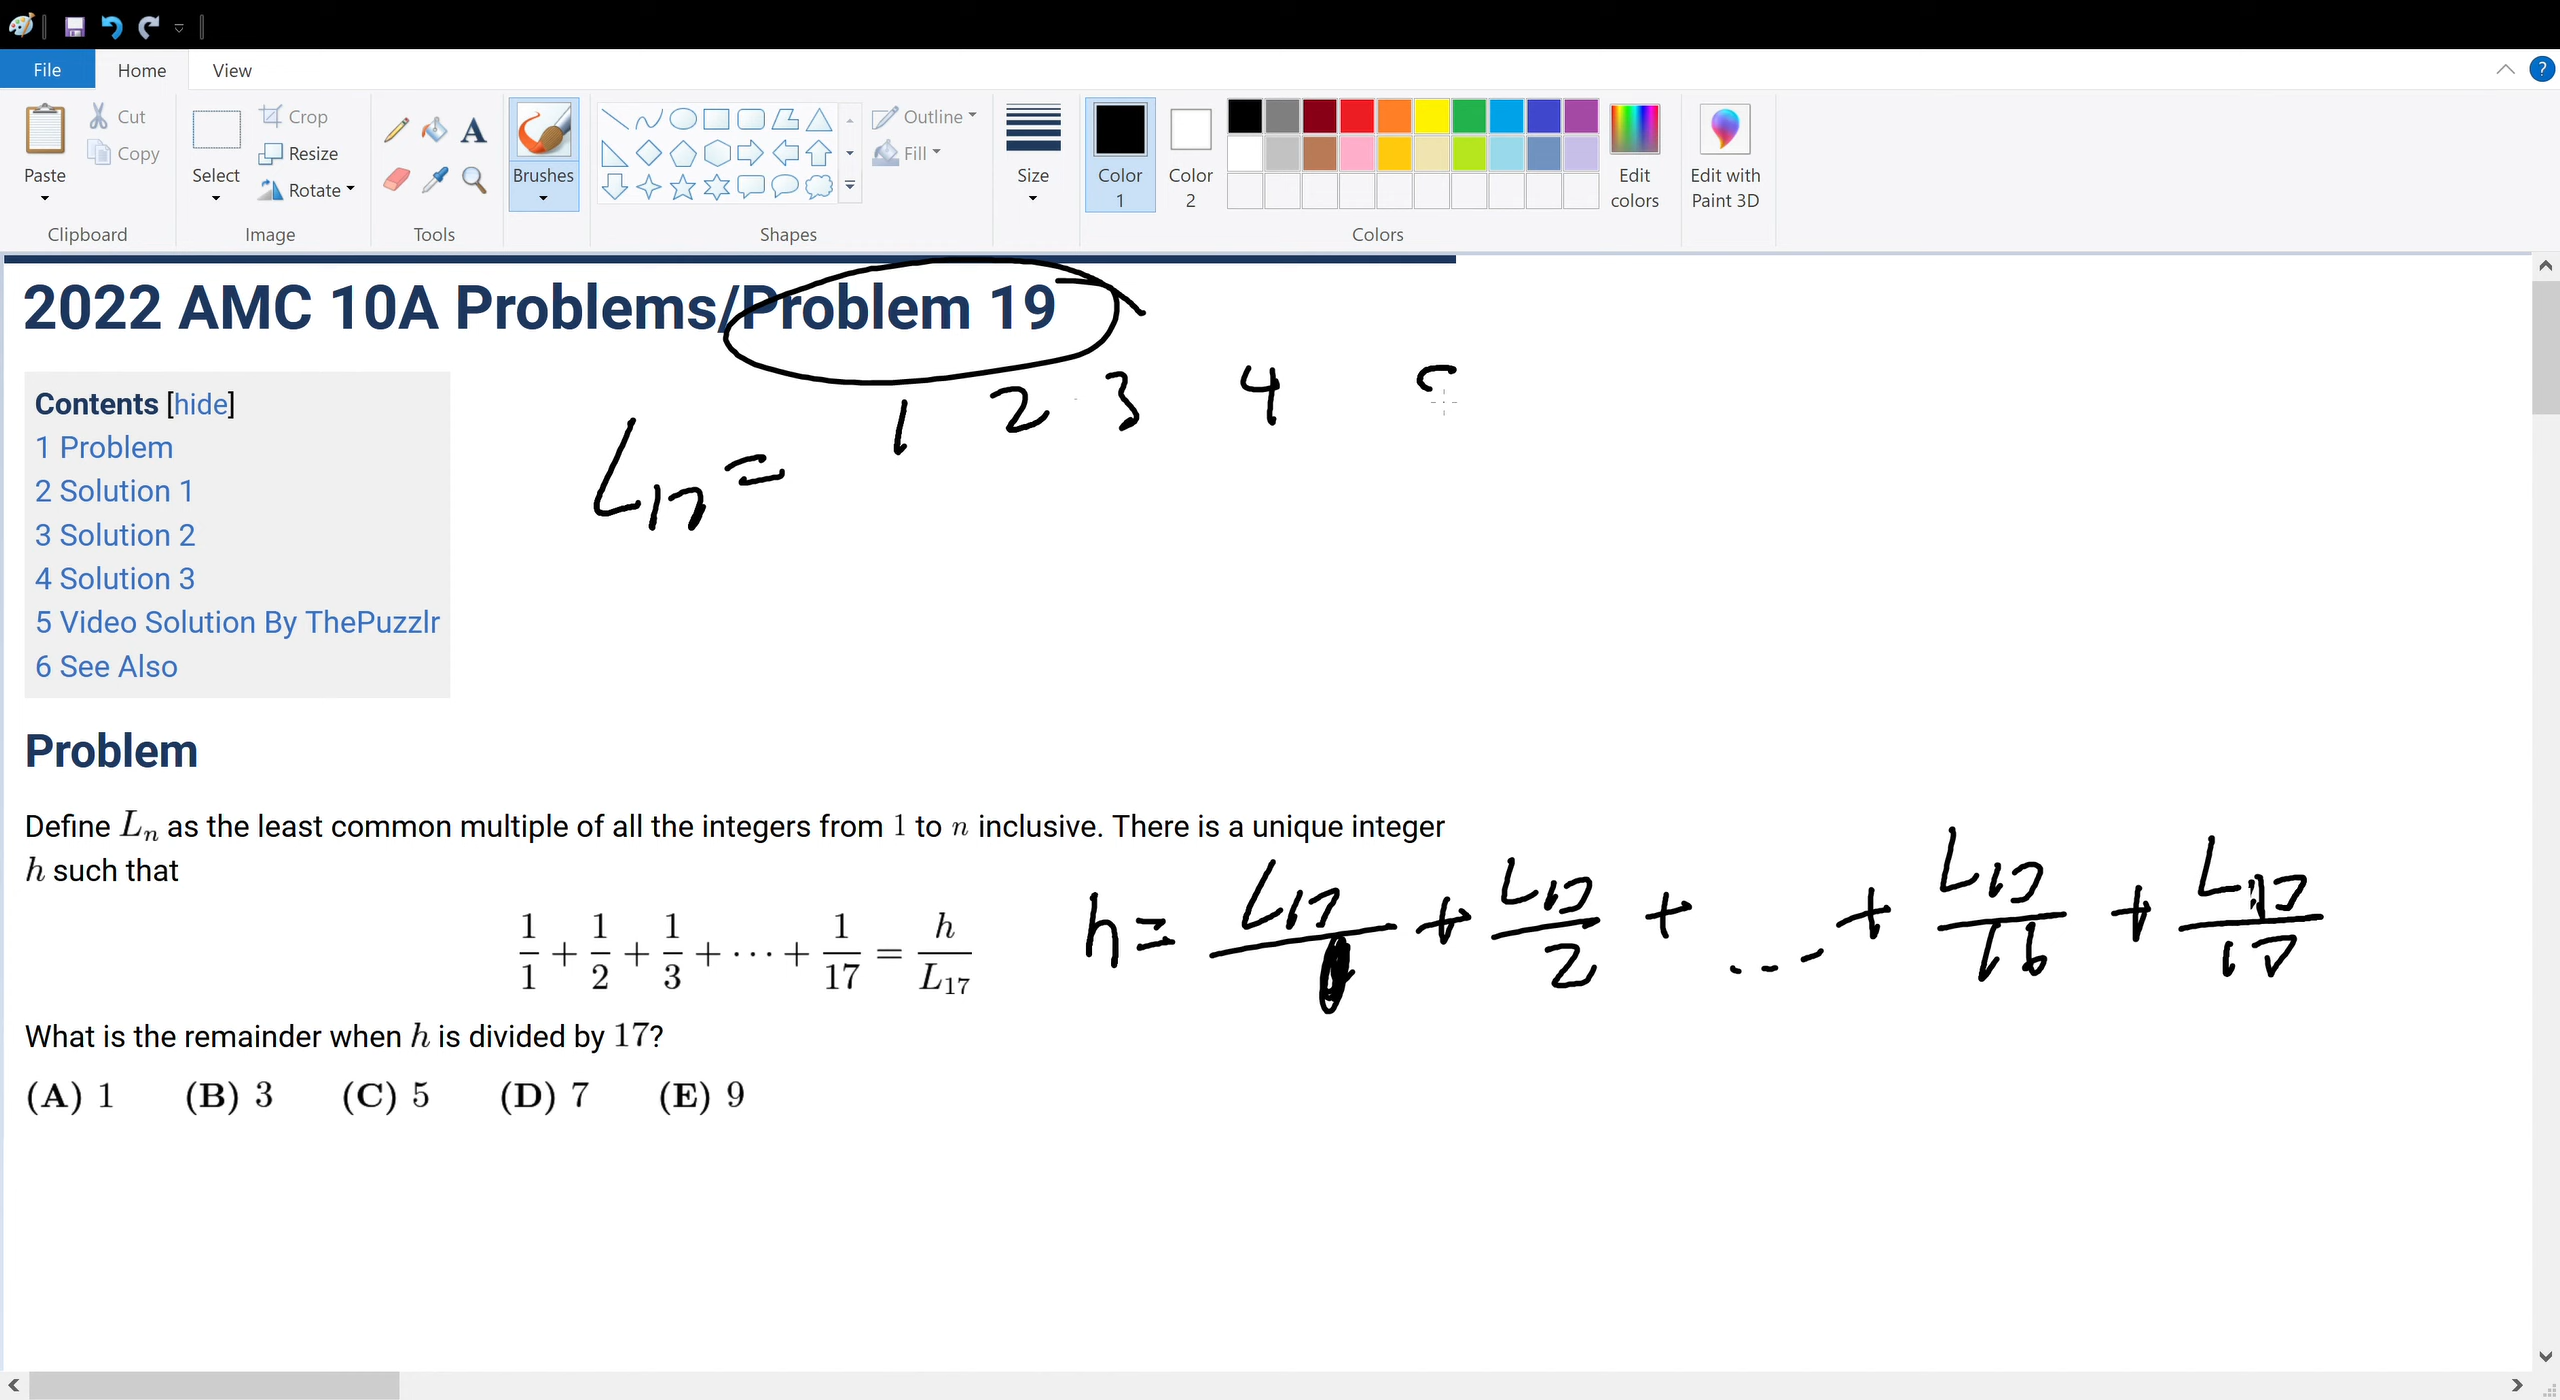 File Home View
Paste Cut Copy Clipboard
Select Crop Resize Rotate Image
Tools
A
Brushes
Shapes
Outline Fill
Size
Color 1 Color 2
Edit colors
Colors
Edit with Paint 3D
?
2022 AMC 10A Problems/Problem 19
1 2 3 4
L₁₇ =
Contents [hide]
1 Problem
2 Solution 1
3 Solution 2
4 Solution 3
5 Video Solution By ThePuzzlr
6 See Also
Problem
Define Lₙ as the least common multiple of all the integers from 1 to n inclusive. There is a unique integer
h such that
1/1 + 1/2 + 1/3 + ⋯ + 1/17 = h/L₁₇
h = L₁₇/1 + L₁₇/2 + ... + L₁₇/16 + L₁₇/17
What is the remainder when h is divided by 17?
(A) 1 (B) 3 (C) 5 (D) 7 (E) 9